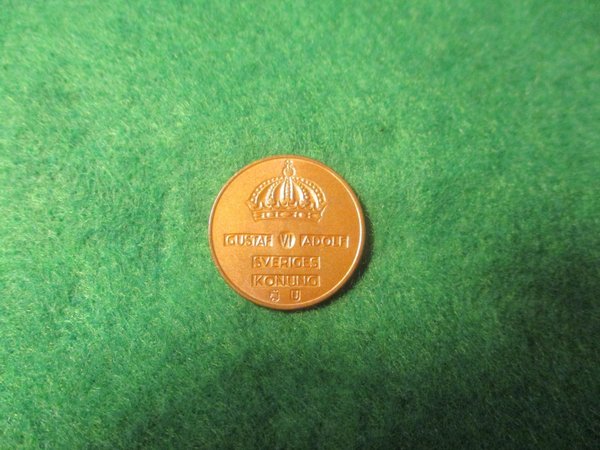 GUSTAF VI ADOLF
SVERIGES
KONUNG
U